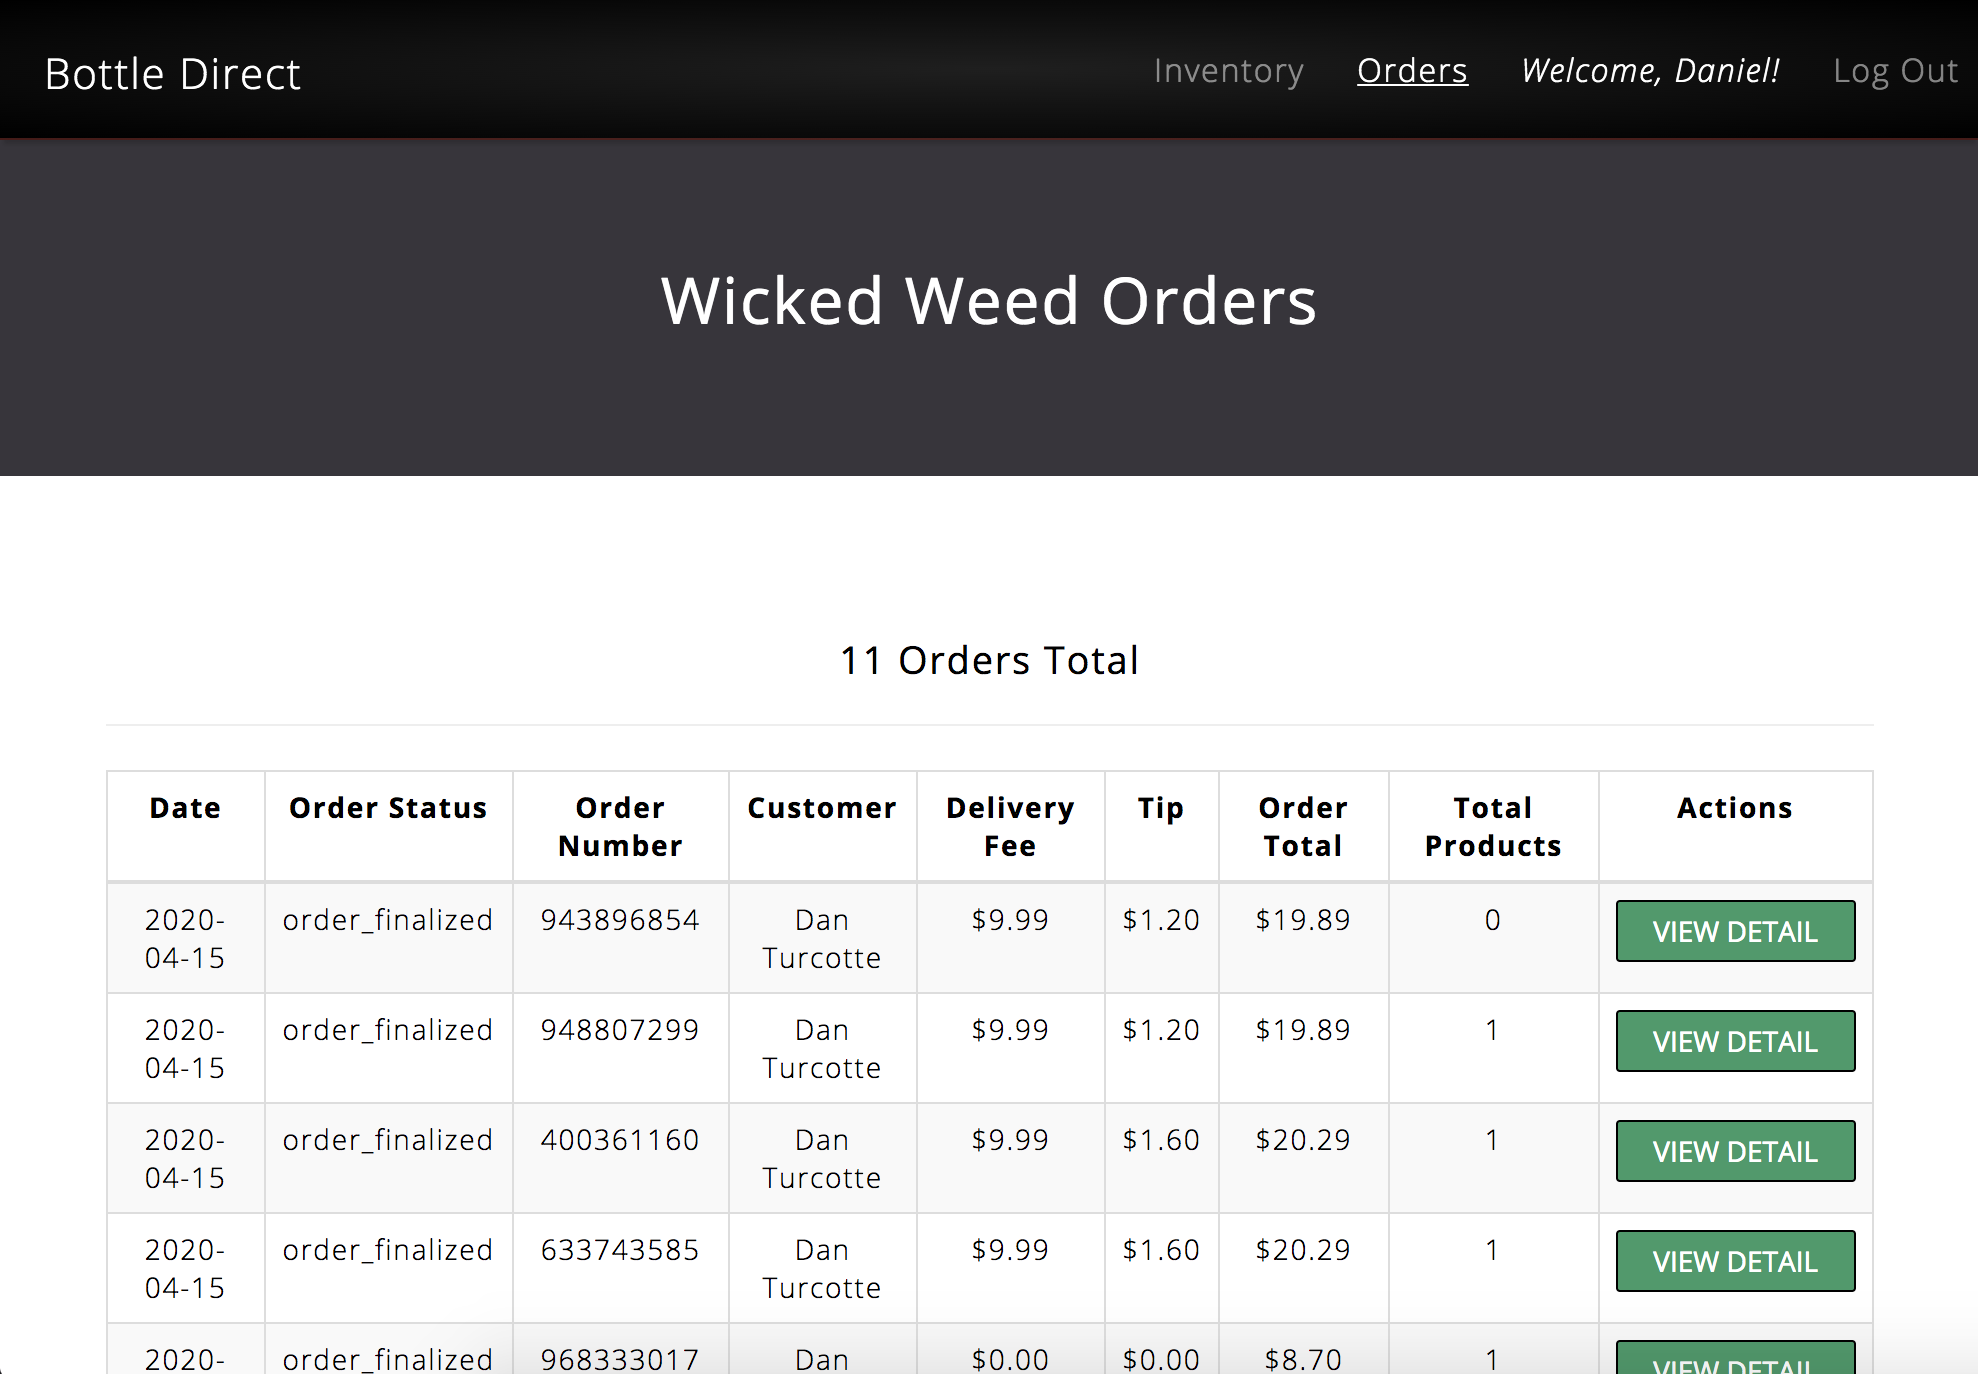 Bottle Direct
Inventory Orders Welcome, Daniel! Log Out
Wicked Weed Orders
11 Orders Total
Date Order Status Order Number Customer Delivery Fee Tip Order Total Total Products Actions
2020-04-15 order_finalized 943896854 Dan Turcotte $9.99 $1.20 $19.89 0 VIEW DETAIL
2020-04-15 order_finalized 948807299 Dan Turcotte $9.99 $1.20 $19.89 1 VIEW DETAIL
2020-04-15 order_finalized 400361160 Dan Turcotte $9.99 $1.60 $20.29 1 VIEW DETAIL
2020-04-15 order_finalized 633743585 Dan Turcotte $9.99 $1.60 $20.29 1 VIEW DETAIL
2020- order_finalized 968333017 Dan $0.00 $0.00 $8.70 1 VIEW DETAIL